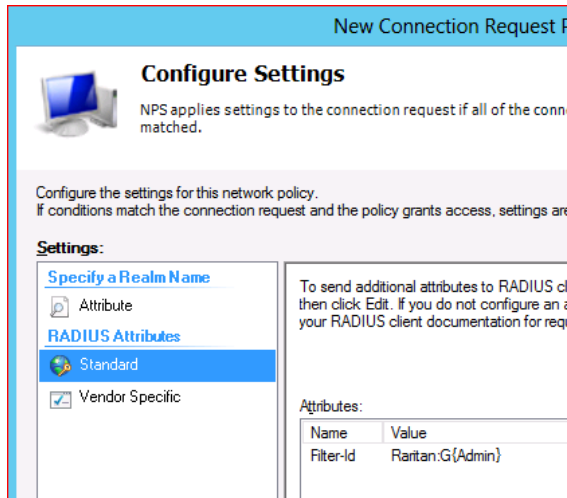 New Connection Request
Configure Settings
NPS applies settings to the connection request if all of the
matched.
Configure the settings for this network policy.
If conditions match the connection request and the policy grants access, settings
Settings:
Specify a Realm Name
Attribute
RADIUS Attributes
Standard
Vendor Specific
To send additional attributes to RADIUS
then click Edit. If you do not configure an
your RADIUS client documentation for
Attributes:
Name Value
Filter-Id Raritan:G{Admin}